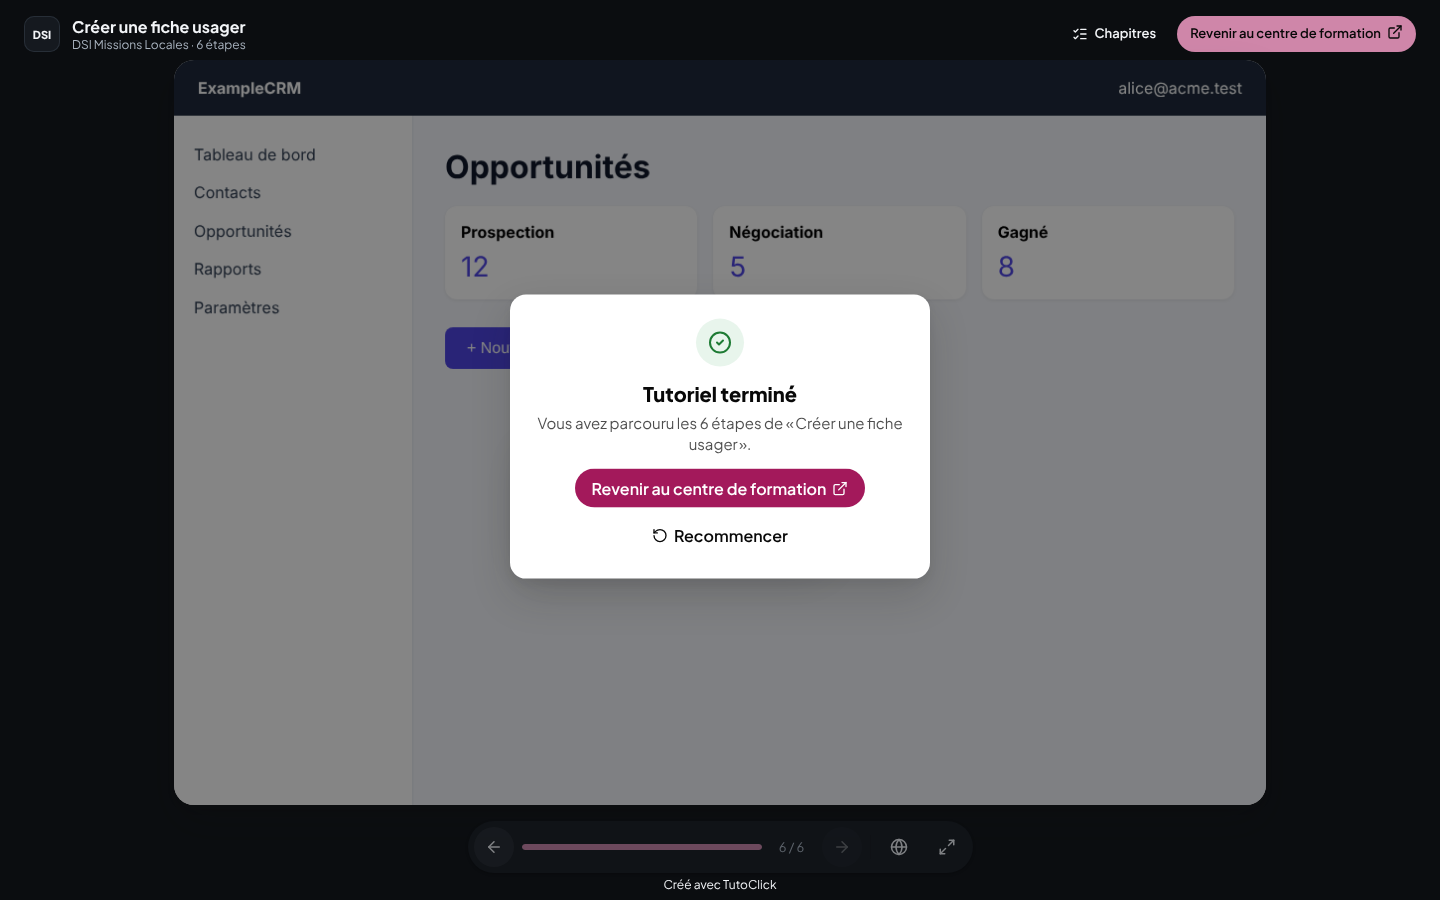 DSI
Créer une fiche usager
DSI Missions Locales · 6 étapes
Chapitres
Revenir au centre de formation
ExampleCRM
alice@acme.test
Tableau de bord
Contacts
Opportunités
Rapports
Paramètres
Opportunités
Prospection
12
Négociation
5
Gagné
8
+ Nou
Tutoriel terminé
Vous avez parcouru les 6 étapes de « Créer une fiche
usager ».
Revenir au centre de formation
Recommencer
6 / 6
Créé avec TutoClick